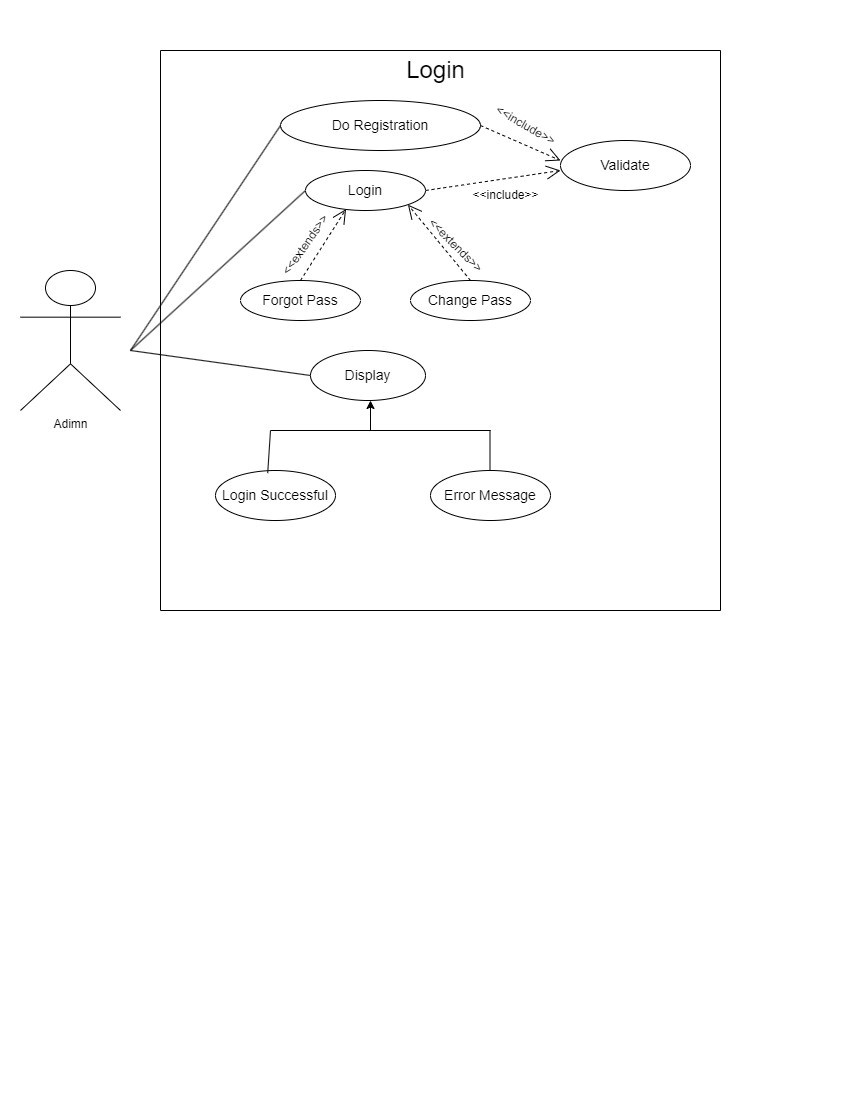 Login
Do Registration
<<include>>
Validate
Login
<<include>>
<<extends>>
<<extends>>
Forgot Pass
Change Pass
Display
Adimn
Login Successful
Error Message